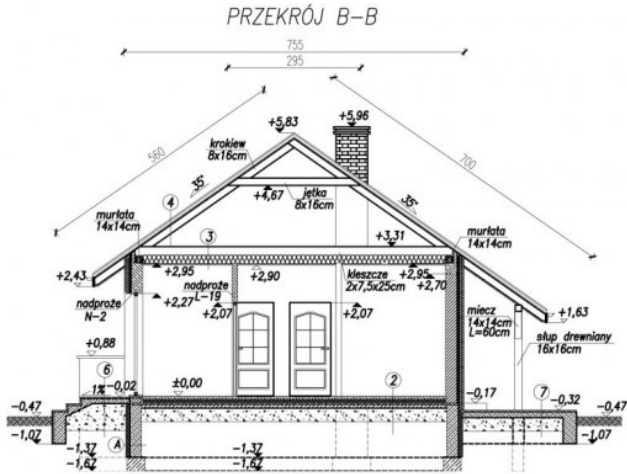 PRZEKRÓJ B-B
755
295
560
700
+5,83
+5,96
krokiew
8x16cm
35°
35°
4
+4,67
jętka
8x16cm
murłata
14x14cm
3
+3,31
murłata
14x14cm
+2,43
+2,95
+2,90
kleszcze
2x7,5x25cm
+2,95
+2,70
nadproże
N-2
+2,27
nadproże
L-19
+2,07
+2,07
miecz
14x14cm
L=60cm
+1,63
słup drewniany
16x16cm
+0,88
6
1%
-0,02
±0,00
2
-0,17
7
-0,32
-0,47
-0,47
-1,07
-1,07
A
-1,37
-1,37
-1,67
-1,67